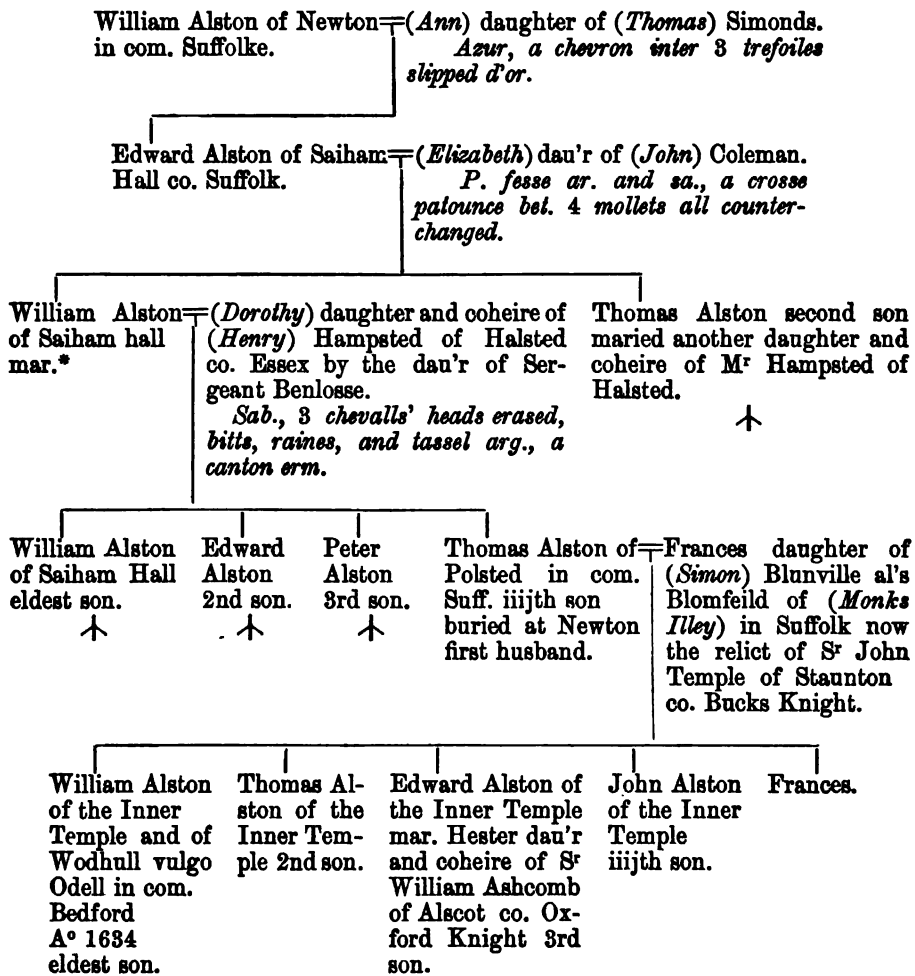 William Alston of Newton
in com. Suffolke.
(Ann) daughter of (Thomas) Simonds.
Azur, a chevron inter 3 trefoiles
slipped d'or.
Edward Alston of Saiham
Hall co. Suffolk.
(Elizabeth) dau'r of (John) Coleman.
P. fesse ar. and sa., a crosse
patounce bet. 4 mollets all counter-
changed.
William Alston
of Saiham hall
mar.*
(Dorothy) daughter and coheire of
(Henry) Hampsted of Halsted
co. Essex by the dau'r of Ser-
geant Benlosse.
Sab., 3 chevalls' heads erased,
bitts, raines, and tassel arg., a
canton erm.
Thomas Alston second son
maried another daughter and
coheire of Mr Hampsted of
Halsted.
William Alston
of Saiham Hall
eldest son.
Edward
Alston
2nd son.
Peter
Alston
3rd son.
Thomas Alston of
Polsted in com.
Suff. iiijth son
buried at Newton
first husband.
Frances daughter of
(Simon) Blunville al's
Blomfeild of (Monks
Illey) in Suffolk now
the relict of Sr John
Temple of Staunton
co. Bucks Knight.
William Alston
of the Inner
Temple and of
Wodhull vulgo
Odell in com.
Bedford
Ao 1634
eldest son.
Thomas Al-
ston of the
Inner Tem-
ple 2nd son.
Edward Alston of
the Inner Temple
mar. Hester dau'r
and coheire of Sr
William Ashcomb
of Alscot co. Ox-
ford Knight 3rd
son.
John Alston
of the Inner
Temple
iiijth son.
Frances.